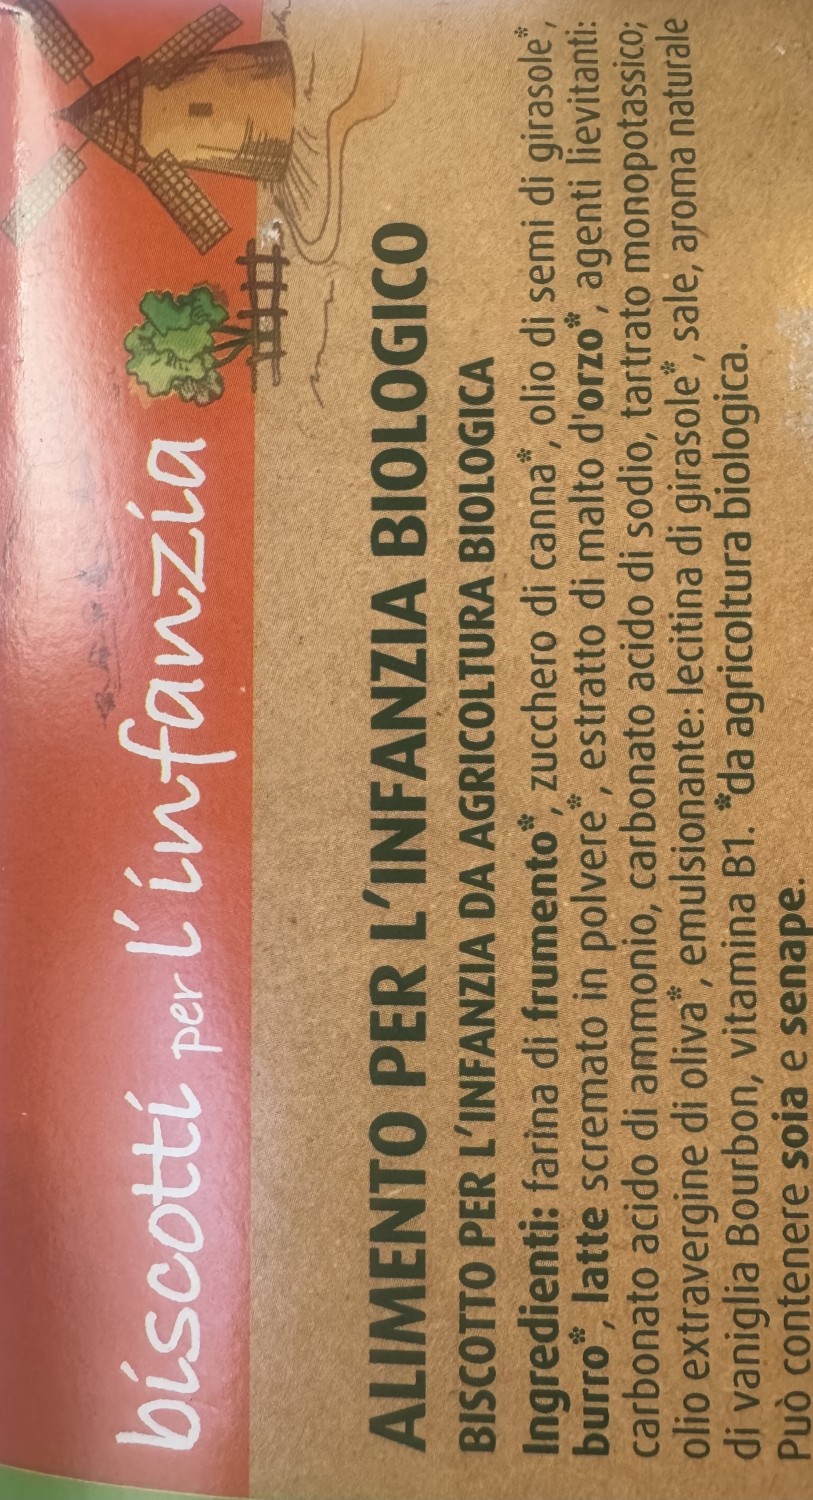 biscotti per l'infanzia
ALIMENTO PER L'INFANZIA BIOLOGICO
BISCOTTO PER L'INFANZIA DA AGRICOLTURA BIOLOGICA
Ingredienti: farina di frumento*, zucchero di canna*, olio di semi di girasole*,
burro*, latte scremato in polvere*, estratto di malto d'orzo*, agenti lievitanti:
carbonato acido di ammonio, carbonato acido di sodio, tartrato monopotassico;
olio extravergine di oliva*, emulsionante: lecitina di girasole*, sale, aroma naturale
di vaniglia Bourbon, vitamina B1. *da agricoltura biologica.
Può contenere soia e senape.